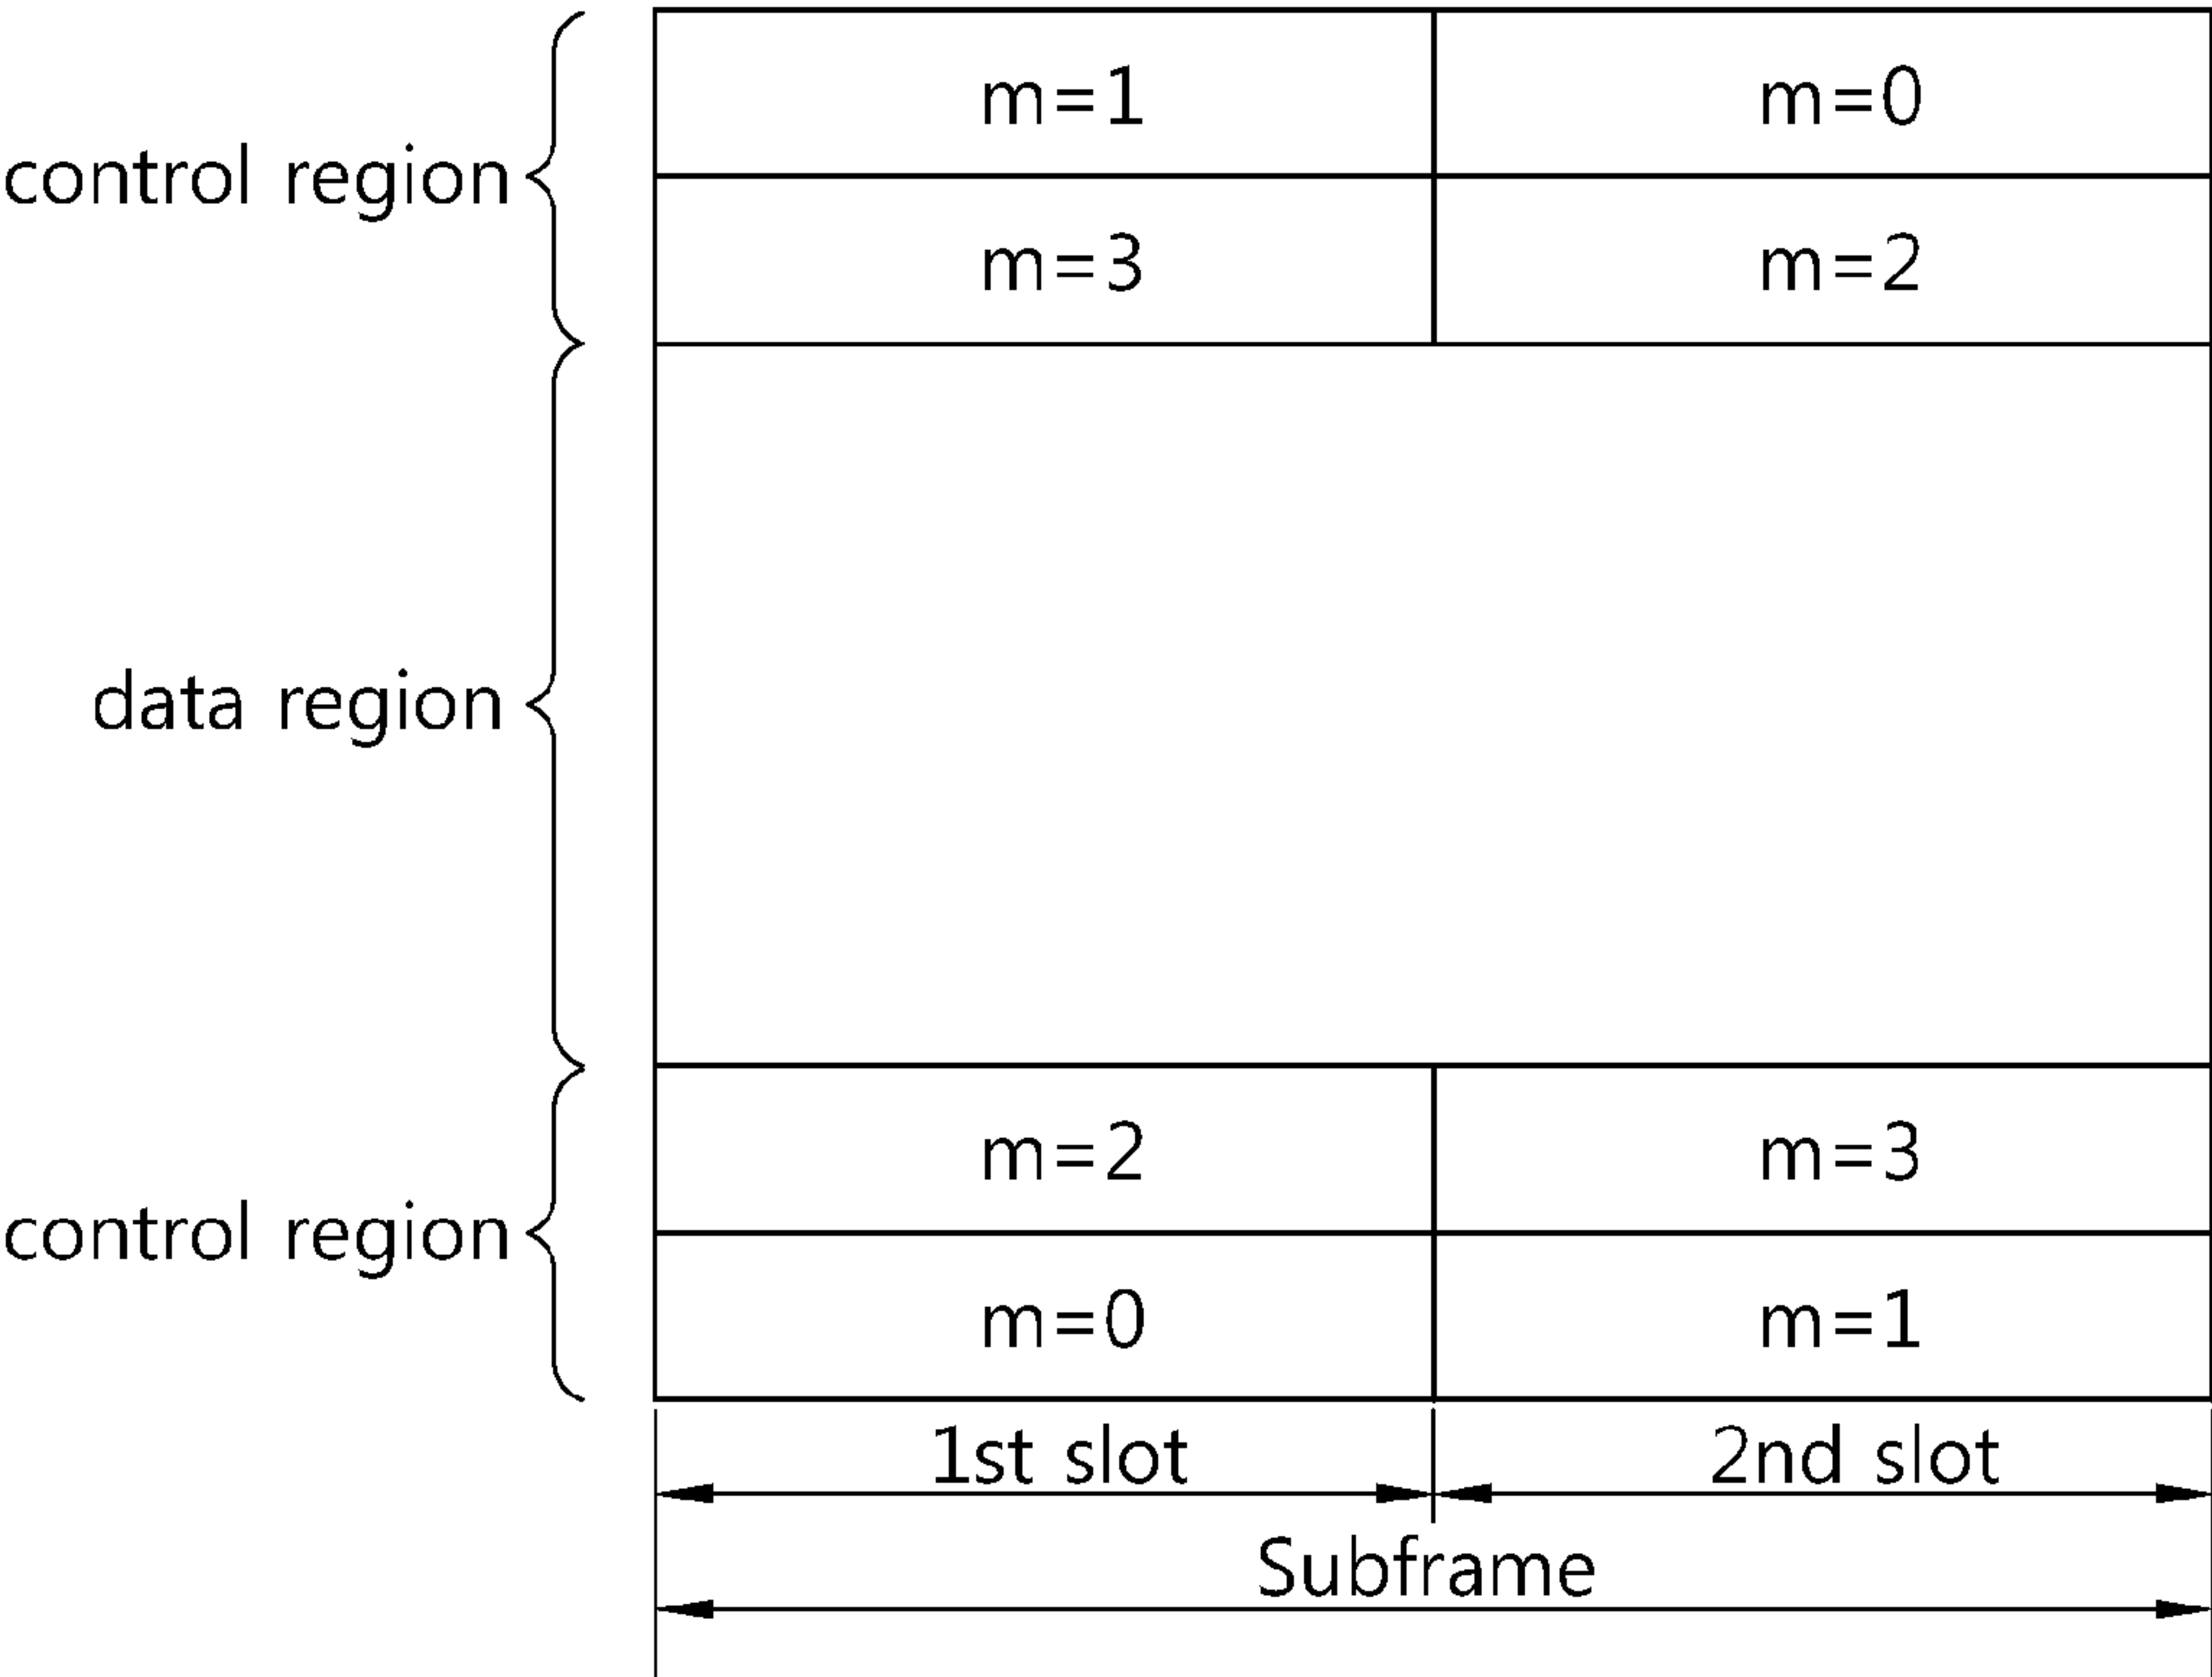 m=1 m=0
control region
m=3 m=2
data region
m=2 m=3
control region
m=0 m=1
1st slot 2nd slot
Subframe